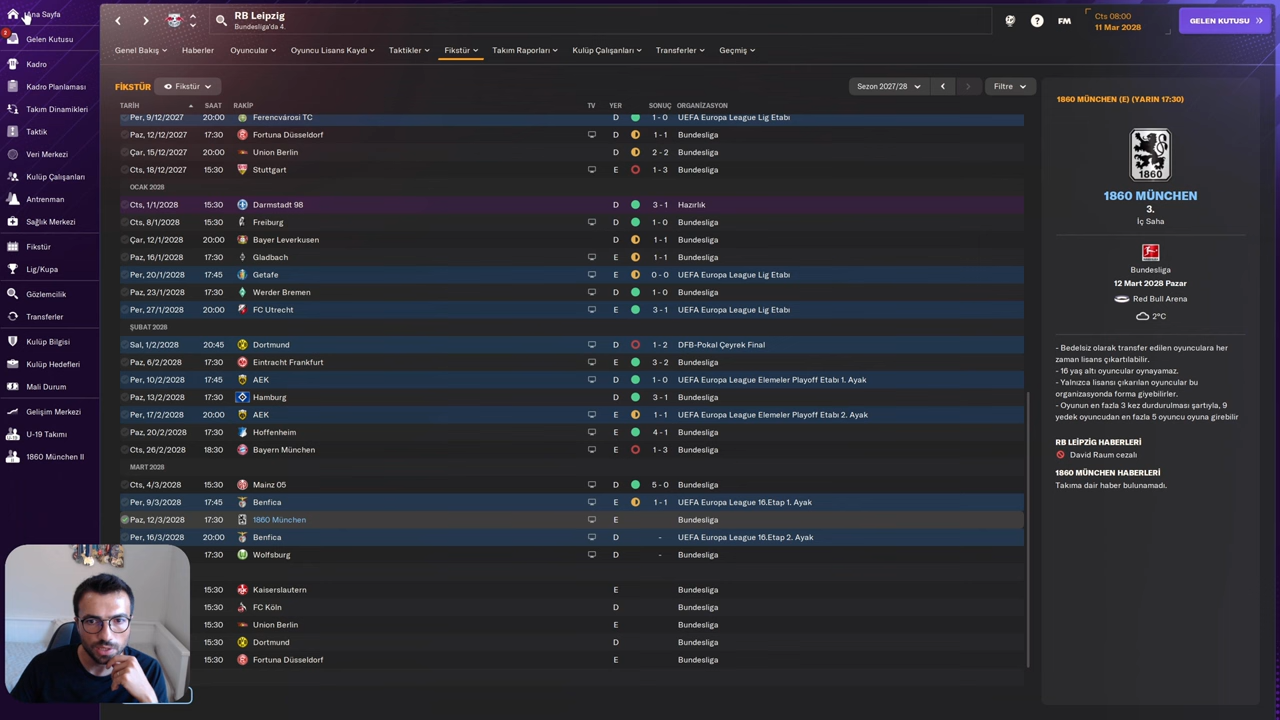 Ana Sayfa
RB Leipzig
Bundesliga'da 4.
Cts 08:00
11 Mar 2028
FM
GELEN KUTUSU
2
Gelen Kutusu
Kadro
Kadro Planlaması
Takım Dinamikleri
Taktik
Veri Merkezi
Kulüp Çalışanları
Antrenman
Sağlık Merkezi
Fikstür
Lig/Kupa
Gözlemcilik
Transferler
Kulüp Bilgisi
Kulüp Hedefleri
Mali Durum
Gelişim Merkezi
U-19 Takımı
1860 München II
Genel Bakış Haberler Oyuncular Oyuncu Lisans Kaydı Taktikler Fikstür Takım Raporları Kulüp Çalışanları Transferler Geçmiş
FİKSTÜR Fikstür Sezon 2027/28 Filtre
TARİH SAAT RAKİP TV YER SONUÇ ORGANİZASYON
Per, 9/12/2027 20:00 Ferencvárosi TC D 1 - 0 UEFA Europa League Lig Etabı
Paz, 12/12/2027 17:30 Fortuna Düsseldorf D 1 - 1 Bundesliga
Çar, 15/12/2027 20:00 Union Berlin D 2 - 2 Bundesliga
Cts, 18/12/2027 15:30 Stuttgart E 1 - 3 Bundesliga
OCAK 2028
Cts, 1/1/2028 15:30 Darmstadt 98 D 3 - 1 Hazırlık
Cts, 8/1/2028 15:30 Freiburg D 1 - 0 Bundesliga
Çar, 12/1/2028 20:00 Bayer Leverkusen D 1 - 1 Bundesliga
Paz, 16/1/2028 17:30 Gladbach E 1 - 1 Bundesliga
Per, 20/1/2028 17:45 Getafe E 0 - 0 UEFA Europa League Lig Etabı
Paz, 23/1/2028 17:30 Werder Bremen D 1 - 0 Bundesliga
Per, 27/1/2028 20:00 FC Utrecht E 3 - 1 UEFA Europa League Lig Etabı
ŞUBAT 2028
Sal, 1/2/2028 20:45 Dortmund D 1 - 2 DFB-Pokal Çeyrek Final
Paz, 6/2/2028 17:30 Eintracht Frankfurt E 3 - 2 Bundesliga
Per, 10/2/2028 17:45 AEK D 1 - 0 UEFA Europa League Elemeler Playoff Etabı 1. Ayak
Paz, 13/2/2028 17:30 Hamburg D 3 - 1 Bundesliga
Per, 17/2/2028 20:00 AEK E 1 - 1 UEFA Europa League Elemeler Playoff Etabı 2. Ayak
Paz, 20/2/2028 17:30 Hoffenheim E 4 - 1 Bundesliga
Cts, 26/2/2028 18:30 Bayern München E 1 - 3 Bundesliga
MART 2028
Cts, 4/3/2028 15:30 Mainz 05 D 5 - 0 Bundesliga
Per, 9/3/2028 17:45 Benfica E 1 - 1 UEFA Europa League 16.Etap 1. Ayak
Paz, 12/3/2028 17:30 1860 München E Bundesliga
Per, 16/3/2028 20:00 Benfica D - UEFA Europa League 16.Etap 2. Ayak
17:30 Wolfsburg D - Bundesliga
15:30 Kaiserslautern E Bundesliga
15:30 FC Köln D Bundesliga
15:30 Union Berlin E Bundesliga
15:30 Dortmund D Bundesliga
15:30 Fortuna Düsseldorf E Bundesliga
1860 MÜNCHEN (E) (YARIN 17:30)
1860
1860 MÜNCHEN
3.
İç Saha
Bundesliga
12 Mart 2028 Pazar
Red Bull Arena
2°C
- Bedelsiz olarak transfer edilen oyunculara her
zaman lisans çıkartılabilir.
- 16 yaş altı oyuncular oynayamaz.
- Yalnızca lisansı çıkarılan oyuncular bu
organizasyonda forma giyebilirler.
- Oyunun en fazla 3 kez durdurulması şartıyla, 9
yedek oyuncudan en fazla 5 oyuncu oyuna girebilir
RB LEİPZİG HABERLERİ
David Raum cezalı
1860 MÜNCHEN HABERLERİ
Takıma dair haber bulunamadı.